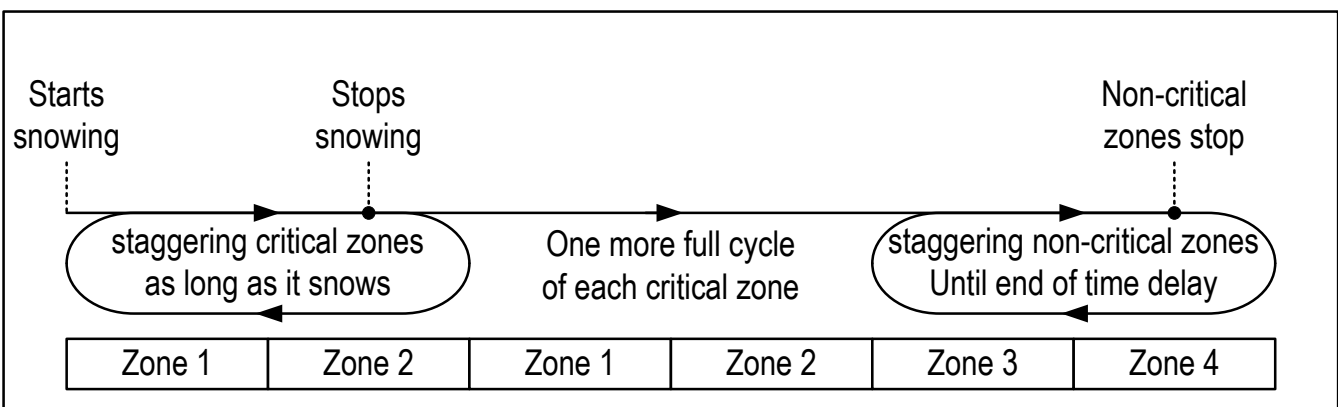 Starts
snowing
Stops
snowing
Non-critical
zones stop
staggering critical zones
as long as it snows
One more full cycle
of each critical zone
staggering non-critical zones
Until end of time delay
Zone 1
Zone 2
Zone 1
Zone 2
Zone 3
Zone 4